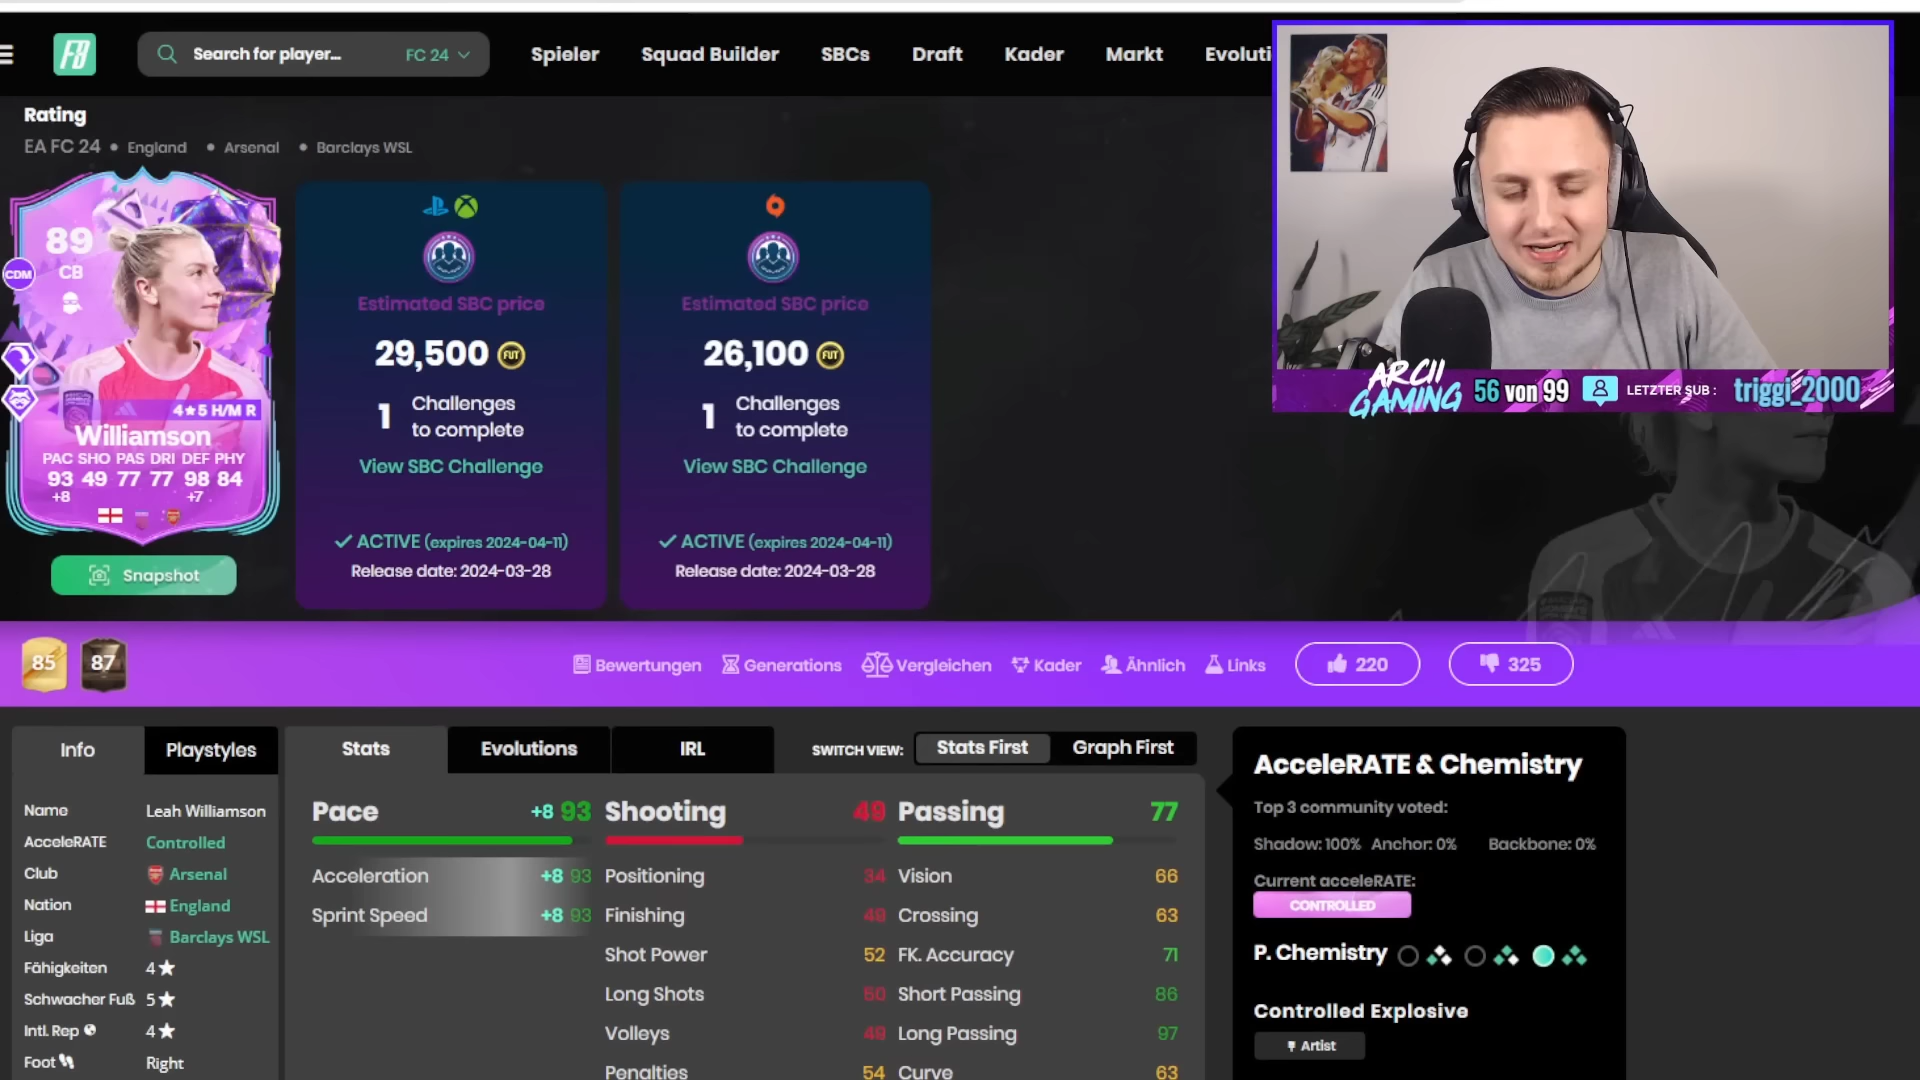 Search for player...
FC 24
Spieler
Squad Builder
SBCs
Draft
Kader
Markt
Evoluti
Rating
EA FC 24 • England • Arsenal • Barclays WSL
89
CB
CDM
4★5 H/M R
Williamson
PAC SHO PAS DRI DEF PHY
93 49 77 77 98 84
+8 +7
Snapshot
Estimated SBC price
29,500 FUT
1 Challenges
to complete
View SBC Challenge
ACTIVE (expires 2024-04-11)
Release date: 2024-03-28
Estimated SBC price
26,100 FUT
1 Challenges
to complete
View SBC Challenge
ACTIVE (expires 2024-04-11)
Release date: 2024-03-28
ARCII
GAMING
56 von 99
LETZTER SUB :
triggi_2000
85
87
Bewertungen
Generations
Vergleichen
Kader
Ähnlich
Links
220
325
Info
Playstyles
Name Leah Williamson
AcceleRATE Controlled
Club Arsenal
Nation England
Liga Barclays WSL
Fähigkeiten 4★
Schwacher Fuß 5★
Intl. Rep 4★
Foot Right
Stats
Evolutions
IRL
SWITCH VIEW:
Stats First
Graph First
Pace +8 93
Acceleration +8 93
Sprint Speed +8 93
Shooting 49
Positioning 34
Finishing 49
Shot Power 52
Long Shots 50
Volleys 49
Penalties 54
Passing 77
Vision 66
Crossing 63
FK. Accuracy 71
Short Passing 86
Long Passing 97
Curve 63
AcceleRATE & Chemistry
Top 3 community voted:
Shadow: 100% Anchor: 0% Backbone: 0%
Current acceleRATE:
CONTROLLED
P. Chemistry
Controlled Explosive
Artist